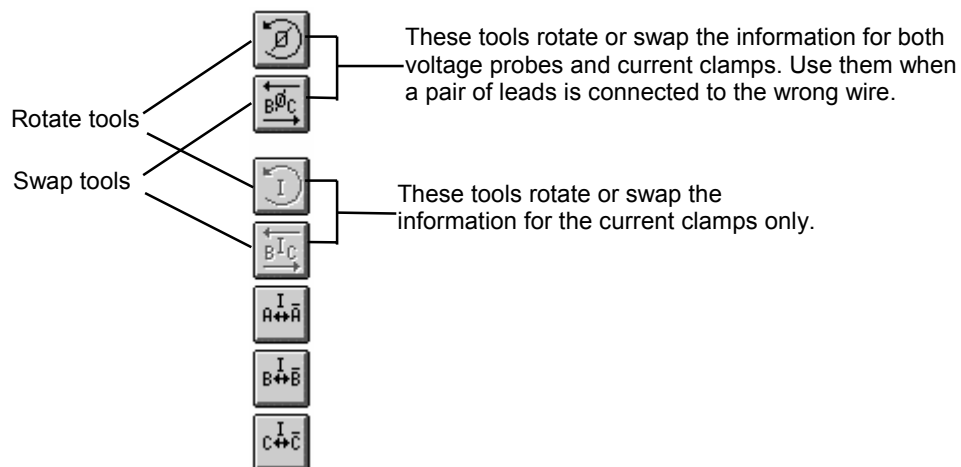 These tools rotate or swap the information for both
voltage probes and current clamps. Use them when
a pair of leads is connected to the wrong wire.
Rotate tools
Swap tools
These tools rotate or swap the
information for the current clamps only.
Ø
B Ø C
I
B I C
I
A↔Ā
I
B↔B̄
I
C↔C̄